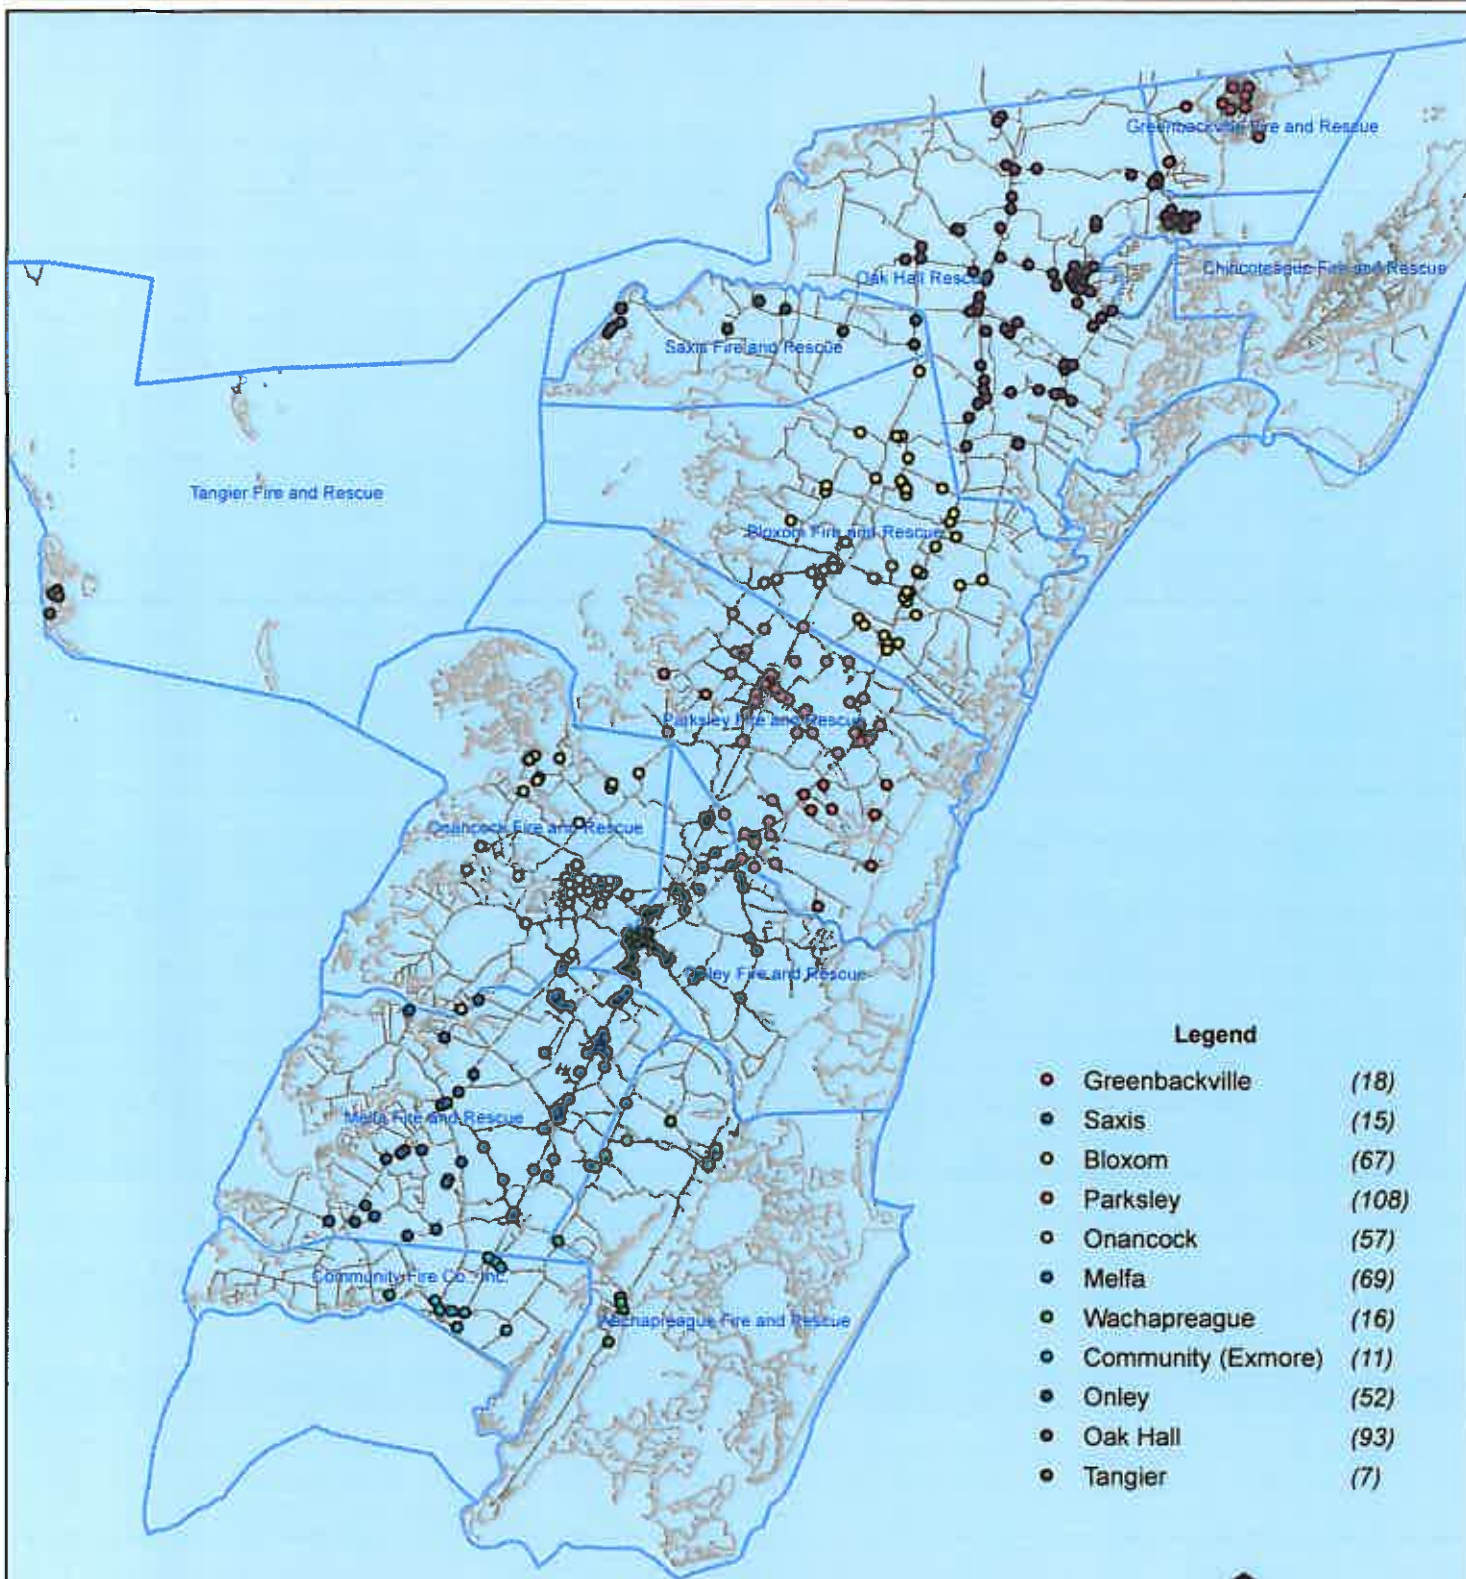 Greenbackville Fire and Rescue
Chincoteague Fire and Rescue
Oak Hall Rescue
Saxis Fire and Rescue
Tangier Fire and Rescue
Bloxom Fire and Rescue
Parksley Fire and Rescue
Onancock Fire and Rescue
Onley Fire and Rescue
Melfa Fire and Rescue
Community Fire Co., Inc.
Wachapreague Fire and Rescue
Legend
Greenbackville (18)
Saxis (15)
Bloxom (67)
Parksley (108)
Onancock (57)
Melfa (69)
Wachapreague (16)
Community (Exmore) (11)
Onley (52)
Oak Hall (93)
Tangier (7)